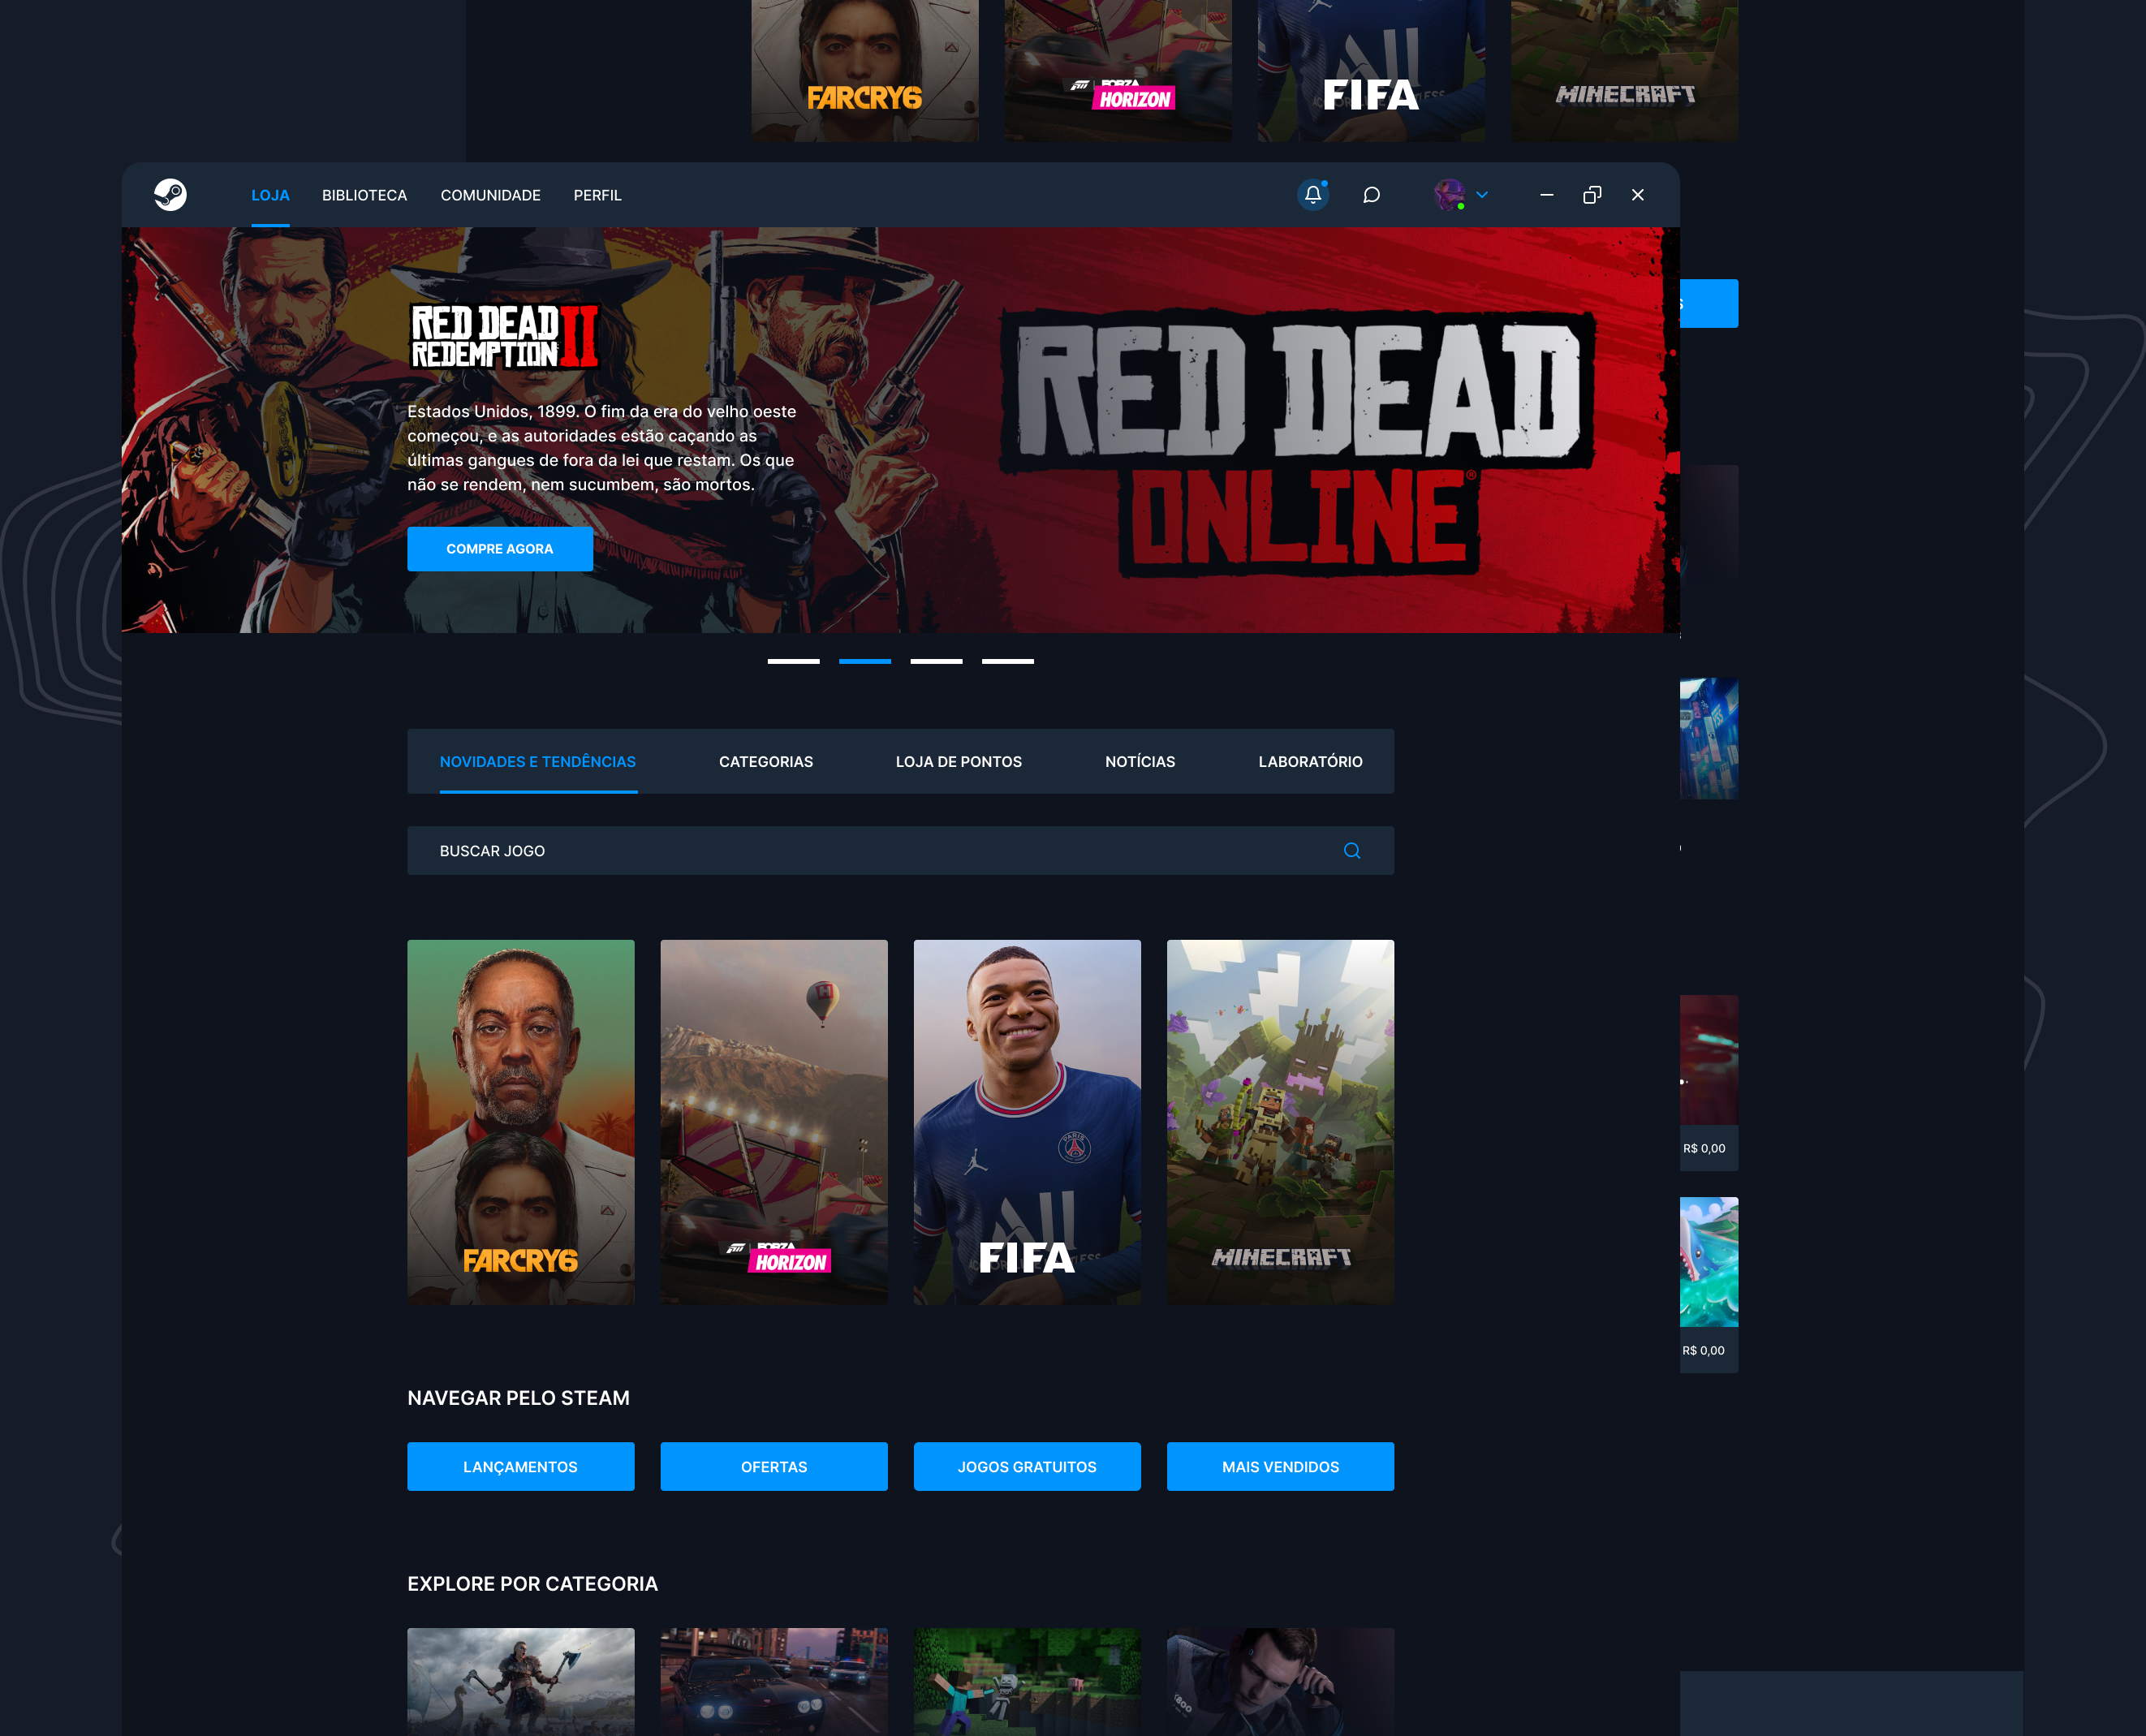 FARCRY6
FORZA
HORIZON
FIFA
MINECRAFT
LOJA
BIBLIOTECA
COMUNIDADE
PERFIL
RED DEAD
REDEMPTION II
Estados Unidos, 1899. O fim da era do velho oeste
começou, e as autoridades estão caçando as
últimas gangues de fora da lei que restam. Os que
não se rendem, nem sucumbem, são mortos.
COMPRE AGORA
RED DEAD
ONLINE
NOVIDADES E TENDÊNCIAS
CATEGORIAS
LOJA DE PONTOS
NOTÍCIAS
LABORATÓRIO
BUSCAR JOGO
FARCRY6
H
FORZA
HORIZON
PARIS
All
FIFA
MINECRAFT
R$ 0,00
R$ 0,00
NAVEGAR PELO STEAM
LANÇAMENTOS
OFERTAS
JOGOS GRATUITOS
MAIS VENDIDOS
EXPLORE POR CATEGORIA